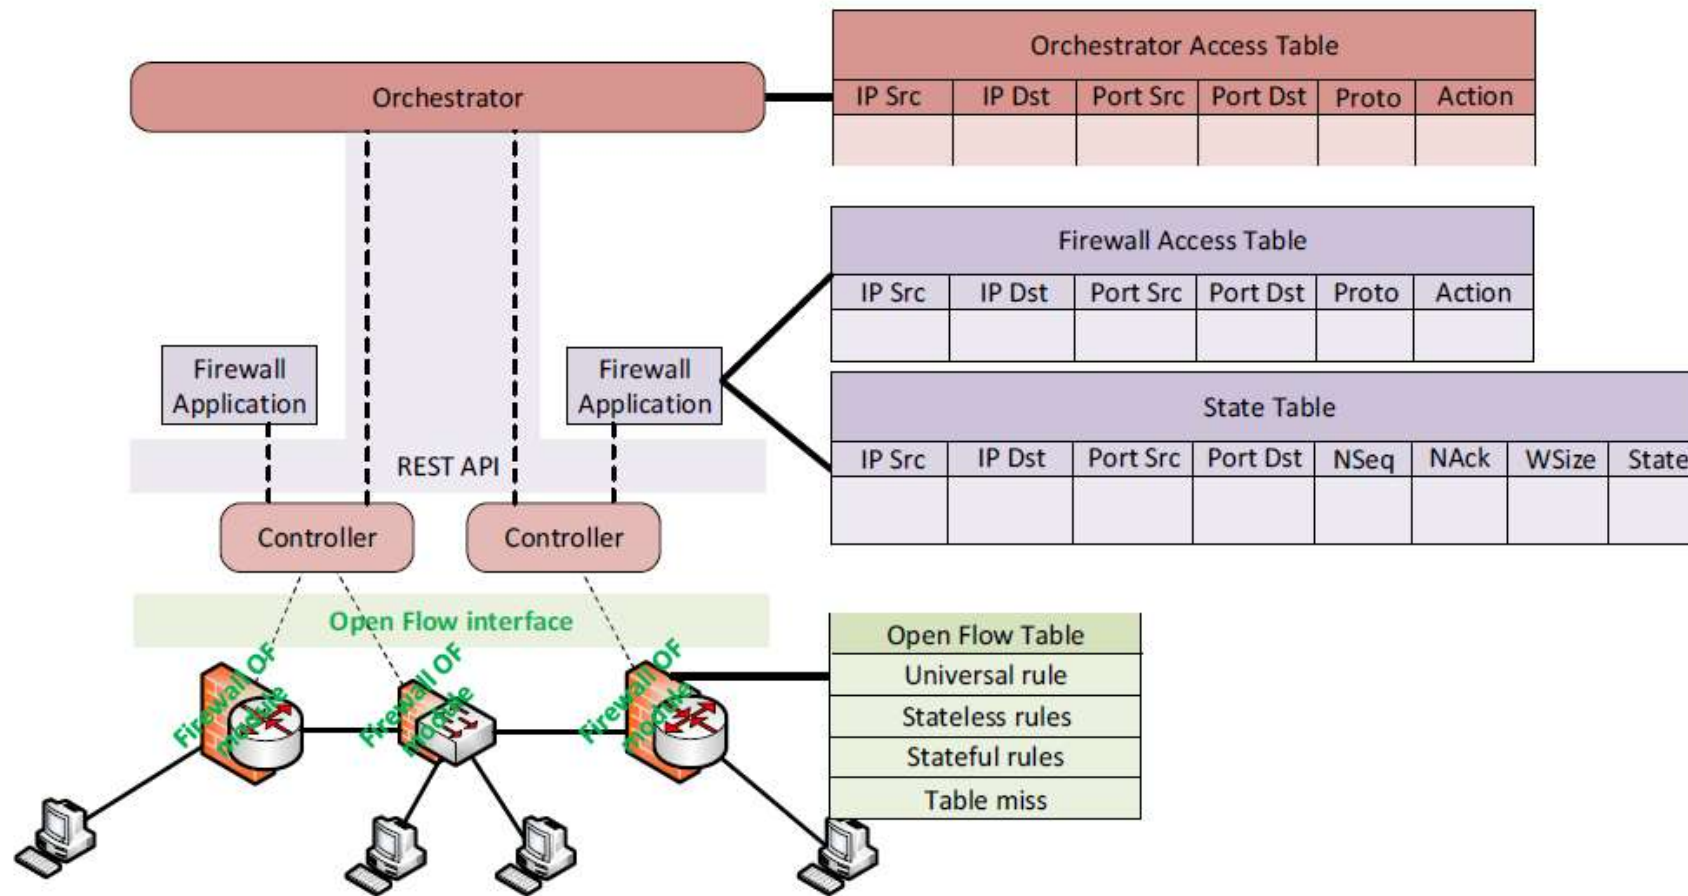 Orchestrator
Orchestrator Access Table
IP Src IP Dst Port Src Port Dst Proto Action
Firewall Access Table
IP Src IP Dst Port Src Port Dst Proto Action
Firewall
Application
Firewall
Application
State Table
IP Src IP Dst Port Src Port Dst NSeq NAck WSize State
REST API
Controller
Controller
Open Flow interface
Firewall OF
module
Firewall OF
module
Firewall OF
module
Open Flow Table
Universal rule
Stateless rules
Stateful rules
Table miss